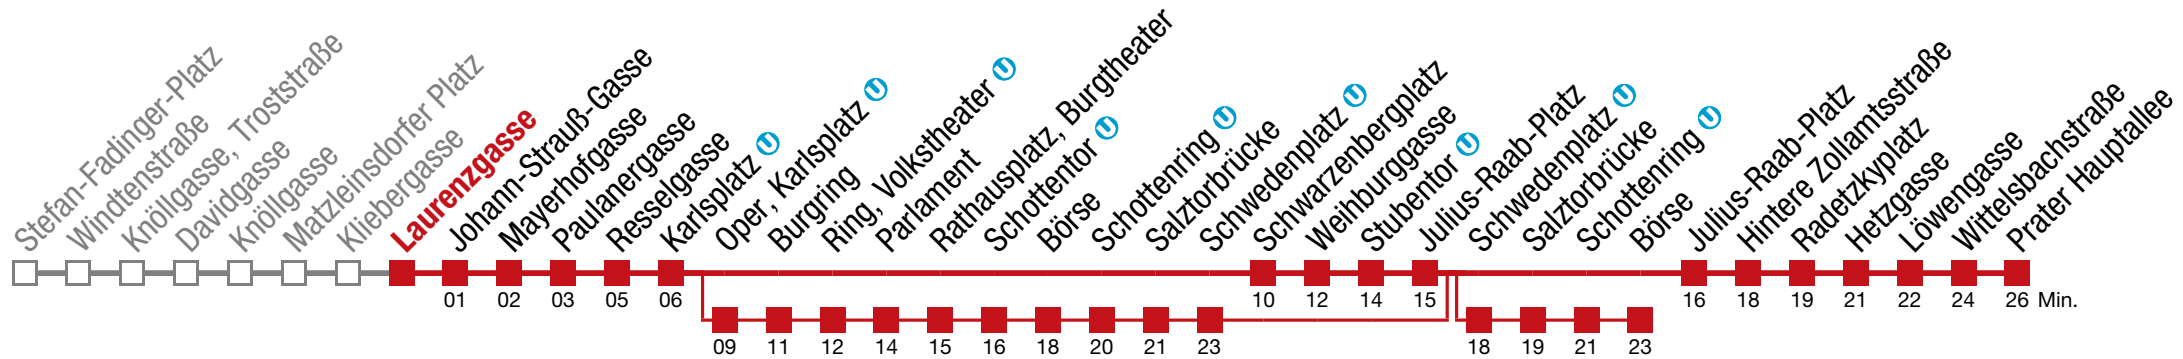 Stefan-Fadinger-Platz
Windtenstraße
Knöllgasse, Troststraße
Davidgasse
Knöllgasse
Matzleinsdorfer Platz
Kliebergasse
Laurenzgasse
Johann-Strauß-Gasse
Mayerhofgasse
Paulanergasse
Resselgasse
Karlsplatz U
Oper, Karlsplatz U
Burgring
Ring, Volkstheater U
Parlament
Rathausplatz, Burgtheater
Schottentor U
Börse
Schottenring U
Salztorbrücke
Schwedenplatz U
Schwarzenbergplatz
Weihburggasse
Stubentor U
Julius-Raab-Platz
Schwedenplatz U
Salztorbrücke
Schottenring U
Börse
Julius-Raab-Platz
Hintere Zollamtsstraße
Radetzkyplatz
Hetzgasse
Löwengasse
Wittelsbachstraße
Prater Hauptallee
01 02 03 05 06 10 12 14 15 16 18 19 21 22 24 26 Min.
09 11 12 14 15 16 18 20 21 23 18 19 21 23